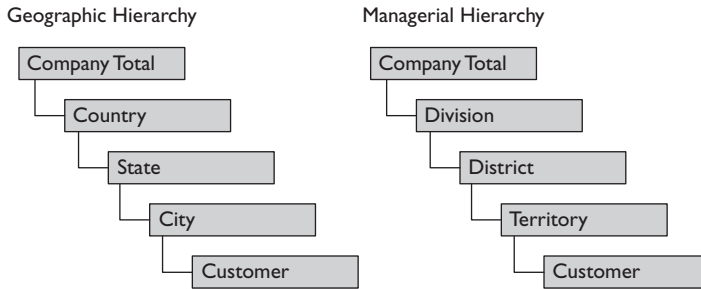 Geographic Hierarchy
Company Total
Country
State
City
Customer
Managerial Hierarchy
Company Total
Division
District
Territory
Customer